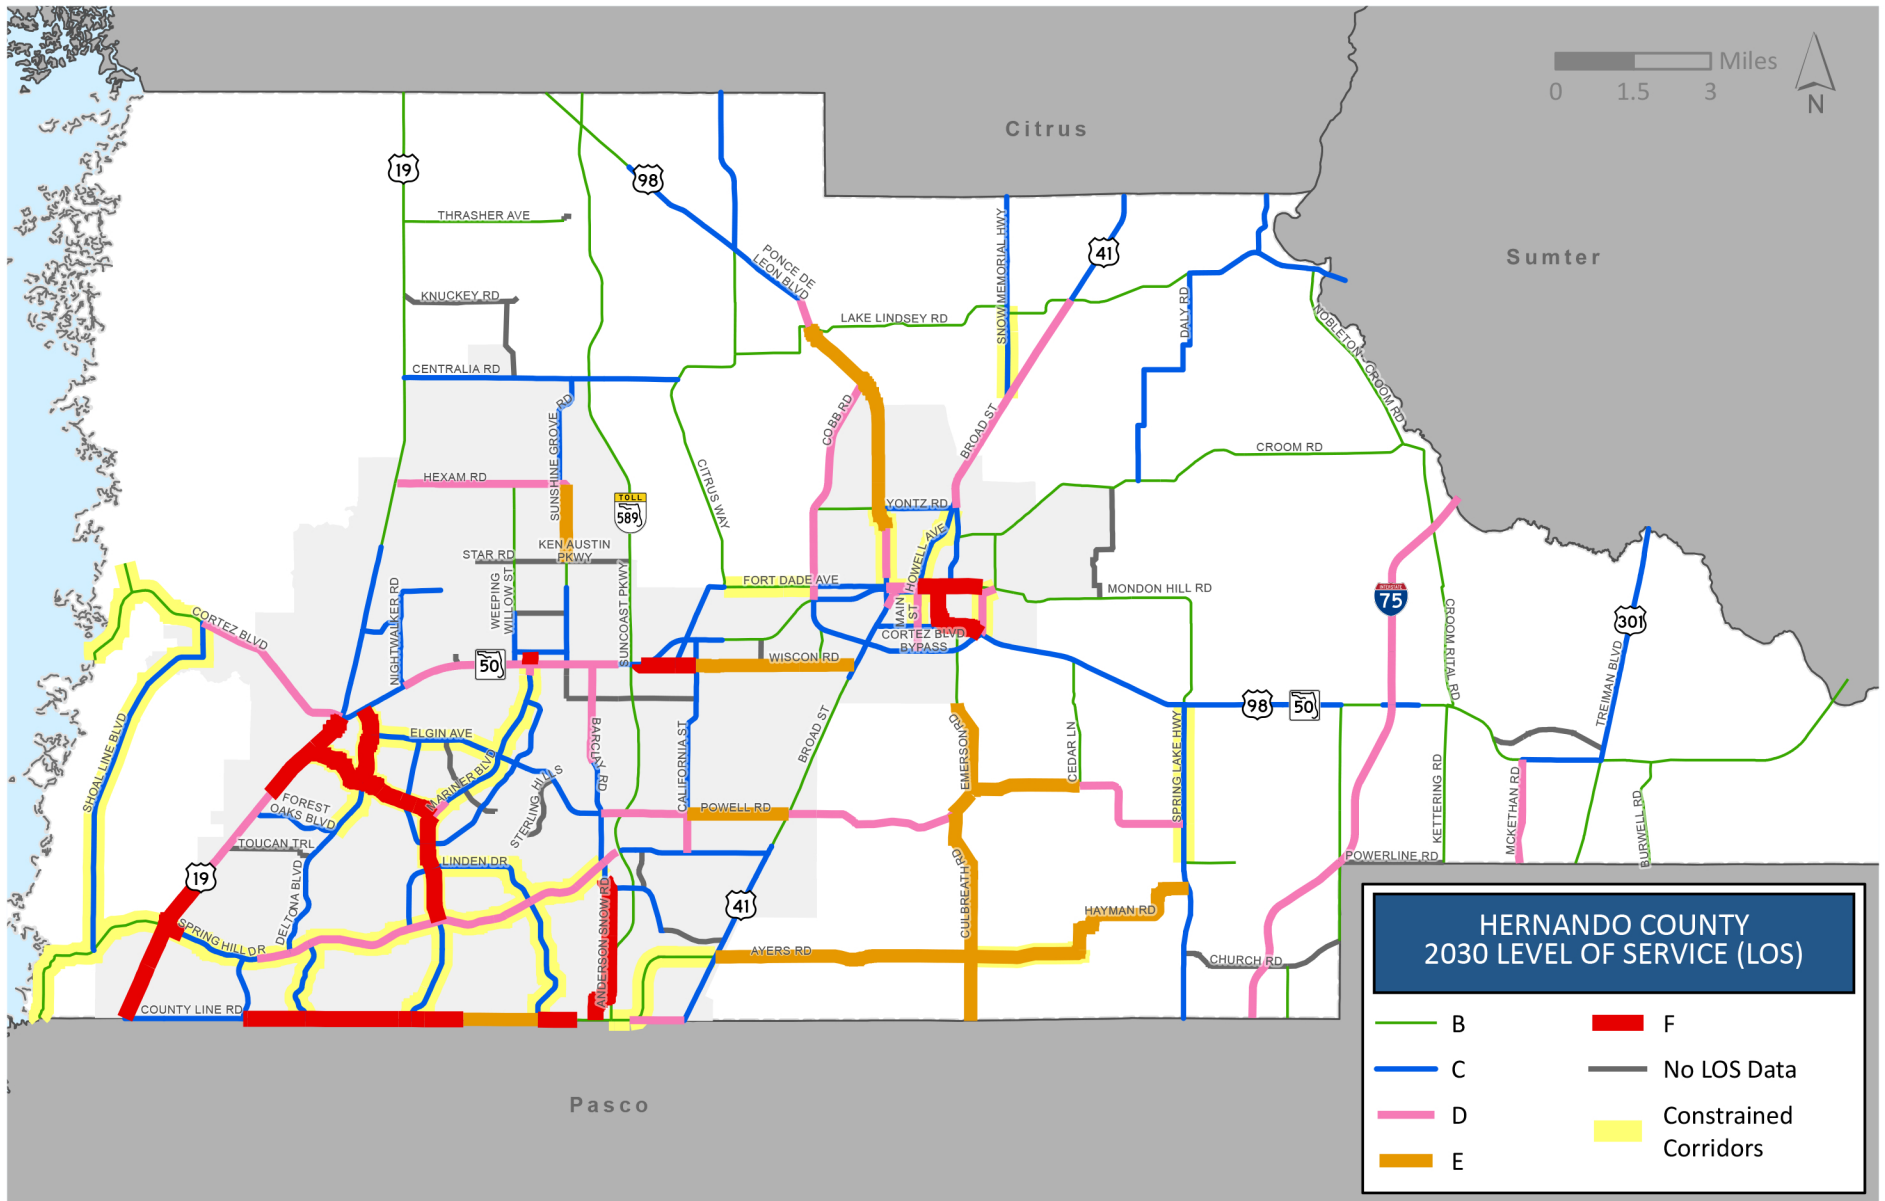 Citrus
Miles
0 1.5 3
N
19
98
THRASHER AVE
SNOW MEMORIAL HWY
41
Sumter
PONCE DE
LEON BLVD
KNUCKEY RD
LAKE LINDSEY RD
DALY RD
NOBLETON - CROOM RD
CENTRALIA RD
SUNSHINE GROVE RD
COBB RD
BROAD ST
CROOM RD
HEXAM RD
CITRUS WAY
TOLL
589
YONTZ RD
STAR RD
KEN AUSTIN
PKWY
HOWELL AVE
FORT DADE AVE
MONDON HILL RD
INTERSTATE
75
NIGHTWALKER RD
WEEPING
WILLOW ST
SUNCOAST PKWY
MAIN
ST
CROOM RITAL RD
301
CORTEZ BLVD
CORTEZ BLVD
BYPASS
50
WISCON RD
TREIMAN BLVD
98
50
SHOAL LINE BLVD
ELGIN AVE
BARCLAY RD
CALIFORNIA ST
BROAD ST
EMERSON RD
CEDAR LN
SPRING LAKE HWY
MARINER BLVD
STERLING HILLS
KETTERING RD
MCKETHAN RD
BURWELL RD
FOREST
OAKS BLVD
POWELL RD
TOUCAN TRL
LINDEN DR
POWERLINE RD
19
DELTONA BLVD
ANDERSON SNOW RD
41
CULBREATH RD
HAYMAN RD
SPRING HILL DR
AYERS RD
CHURCH RD
COUNTY LINE RD
Pasco
HERNANDO COUNTY
2030 LEVEL OF SERVICE (LOS)
B
F
C
No LOS Data
D
Constrained
Corridors
E